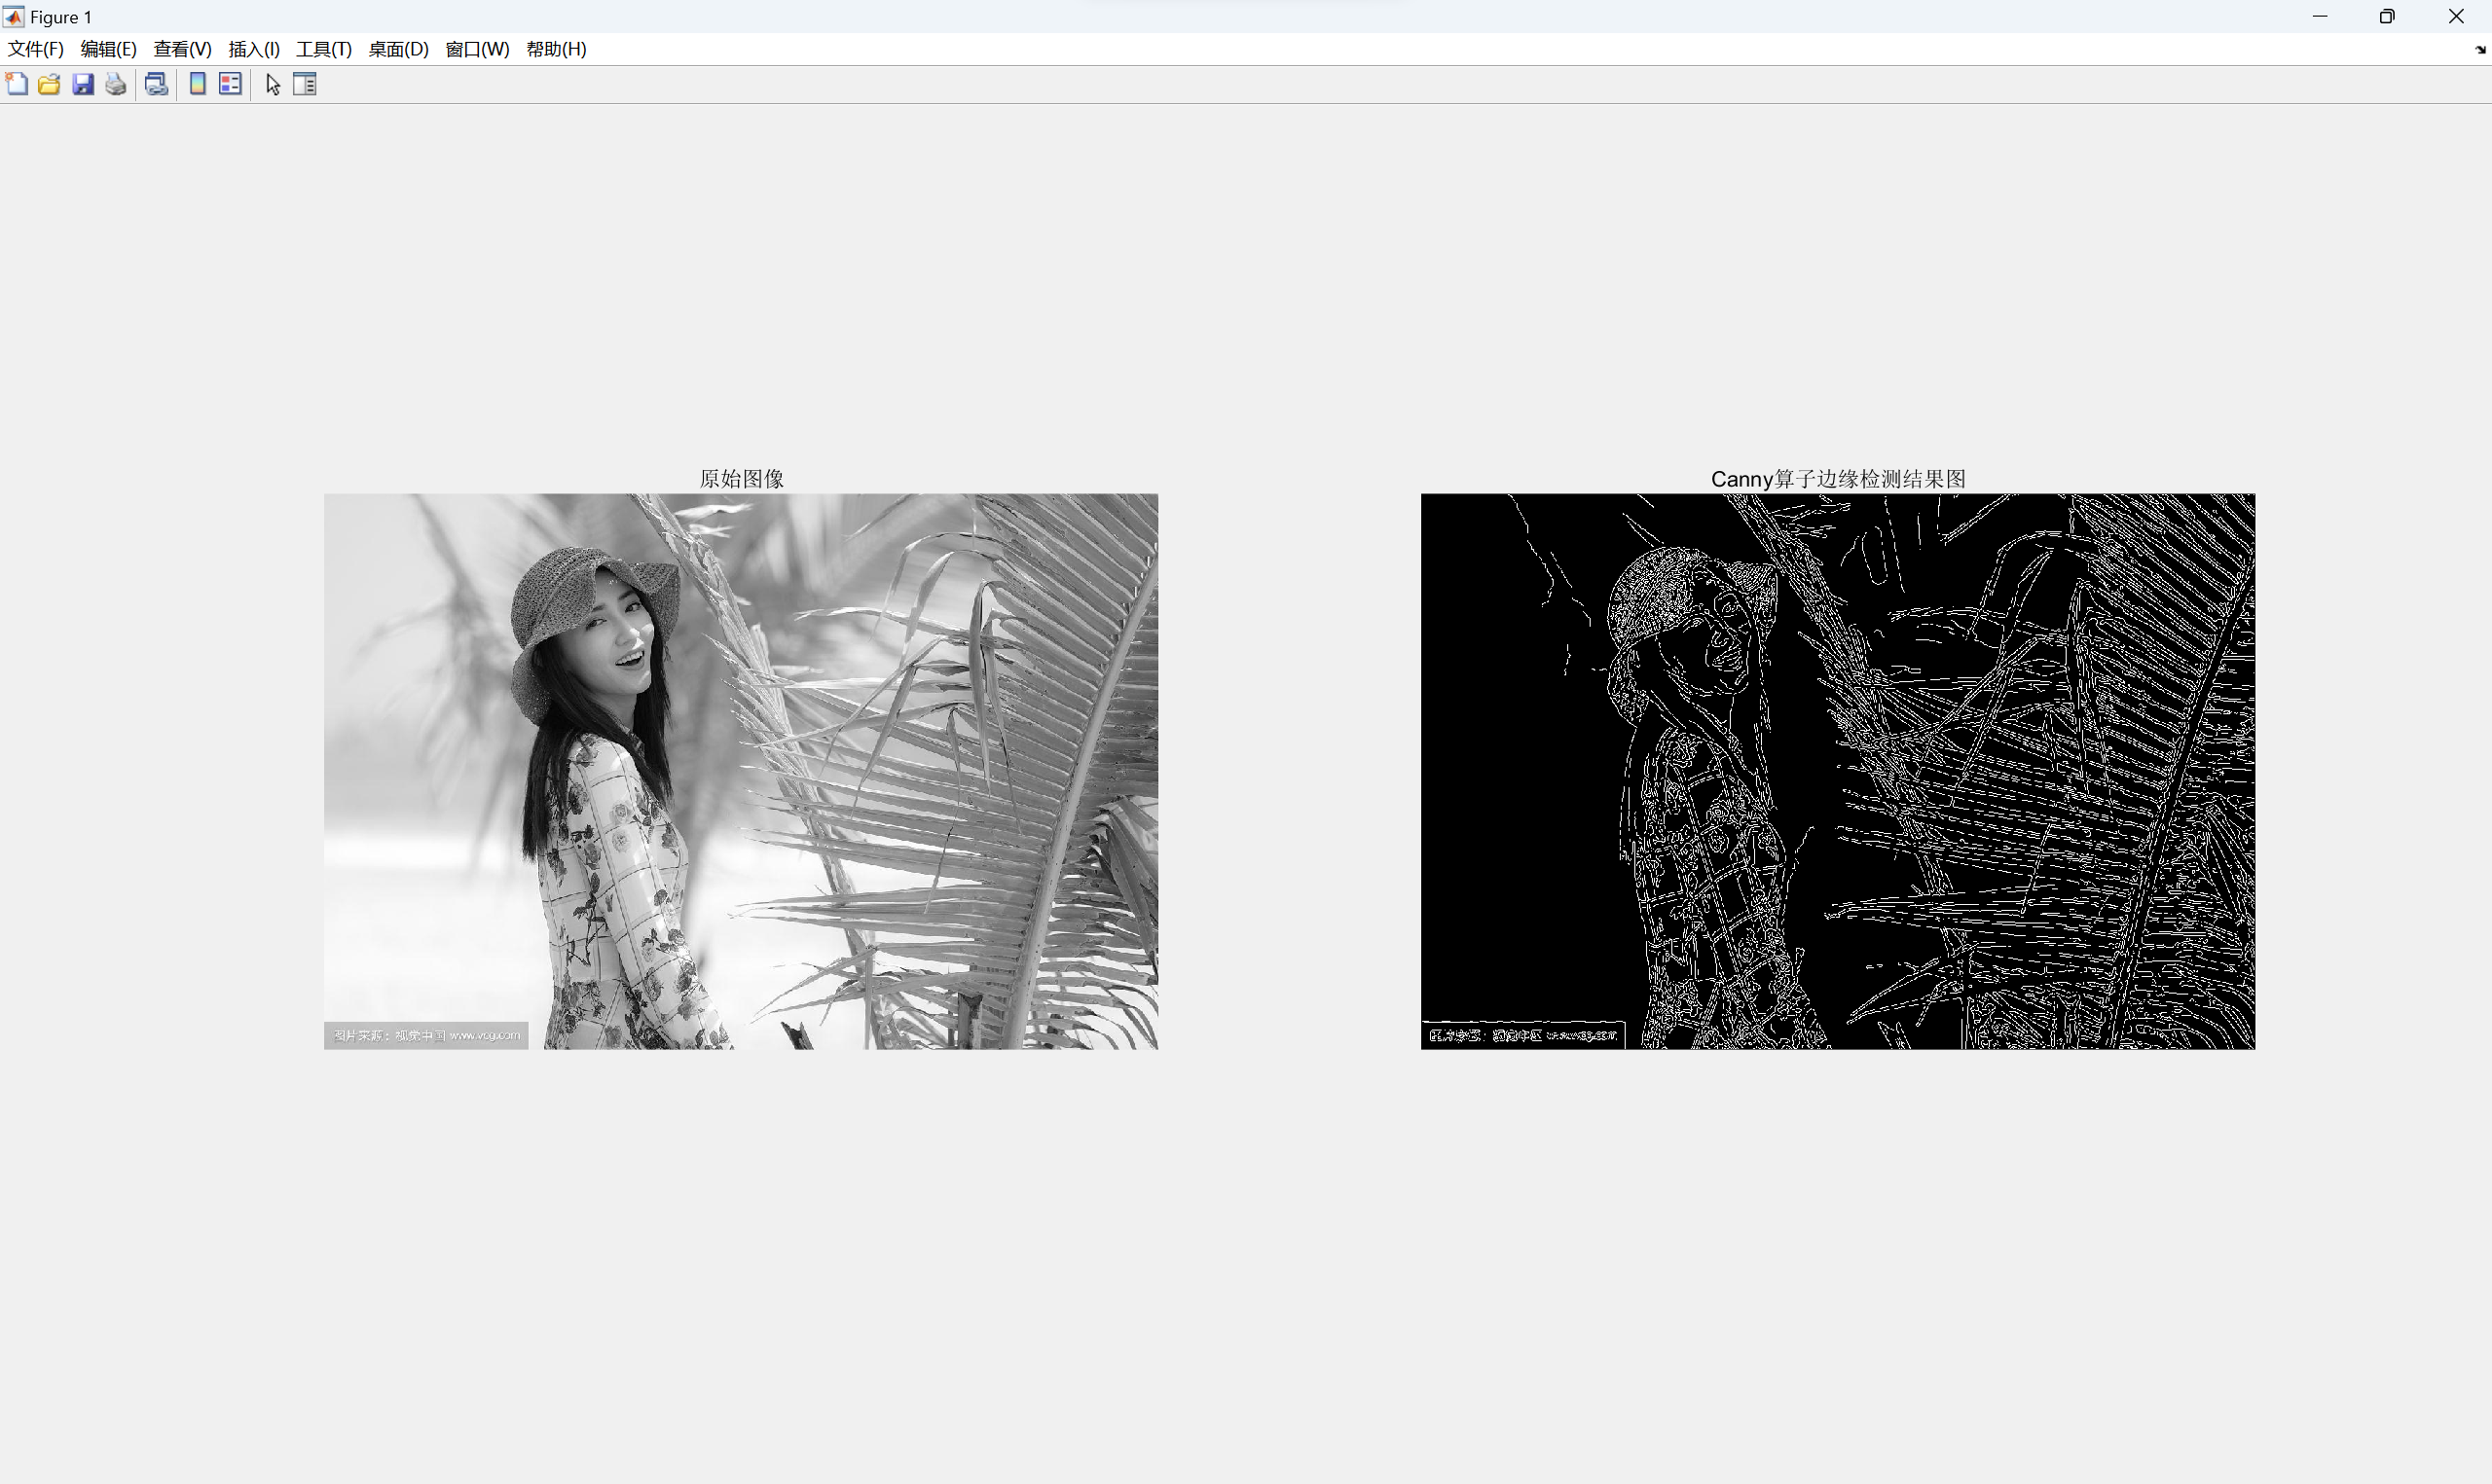 Figure 1
文件(F) 编辑(E) 查看(V) 插入(I) 工具(T) 桌面(D) 窗口(W) 帮助(H)
原始图像
Canny算子边缘检测结果图
图片来源：视觉中国 www.vcg.com